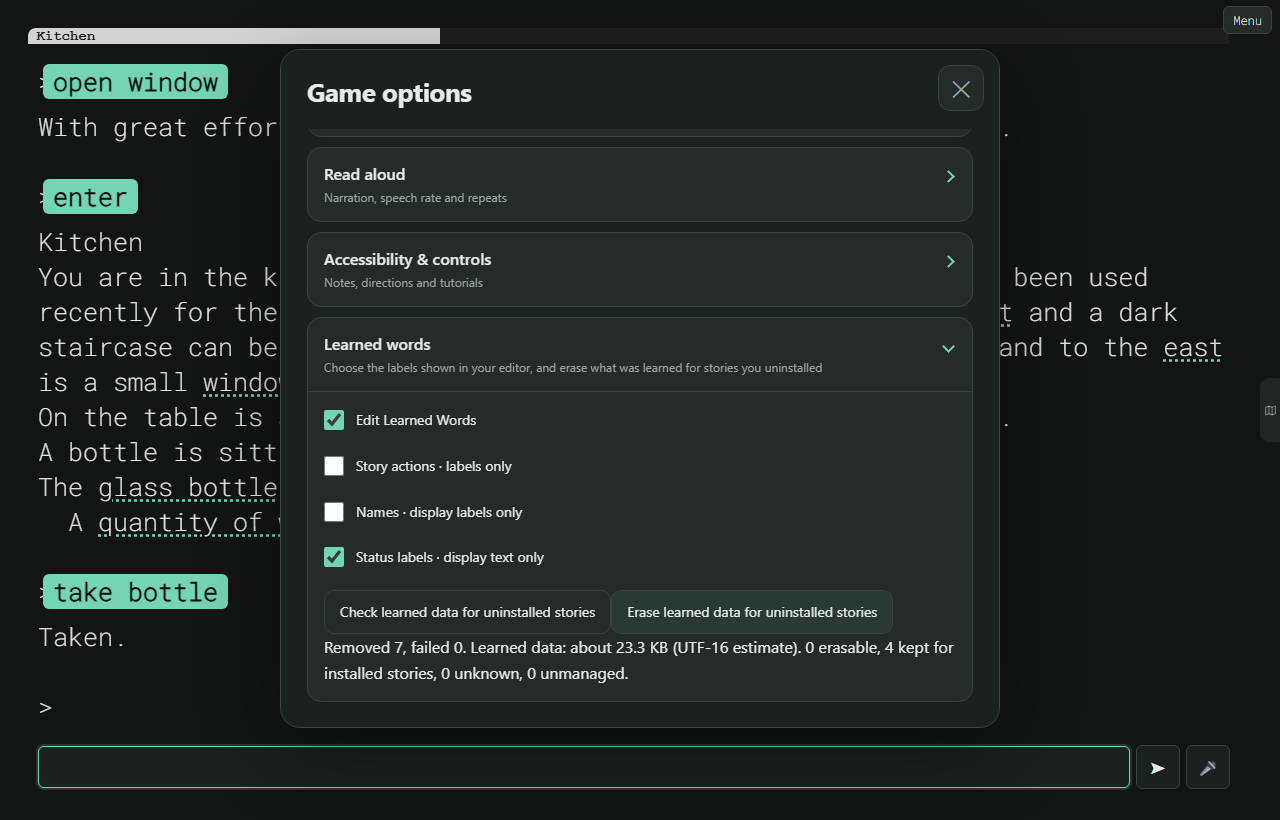 Menu
Kitchen
Game options
>open window
With great effor
.
Read aloud
Narration, speech rate and repeats
>enter
Kitchen
Accessibility & controls
Notes, directions and tutorials
You are in the k
been used
recently for the
and a dark
staircase can be
and to the east
is a small
On the table is
.
A bottle is sitt
The glass bottle
A quantity of
Learned words
Choose the labels shown in your editor, and erase what was learned for stories you uninstalled
Edit Learned Words
Story actions · labels only
Names · display labels only
Status labels · display text only
Check learned data for uninstalled stories
Erase learned data for uninstalled stories
Removed 7, failed 0. Learned data: about 23.3 KB (UTF-16 estimate). 0 erasable, 4 kept for
installed stories, 0 unknown, 0 unmanaged.
>take bottle
Taken.
>